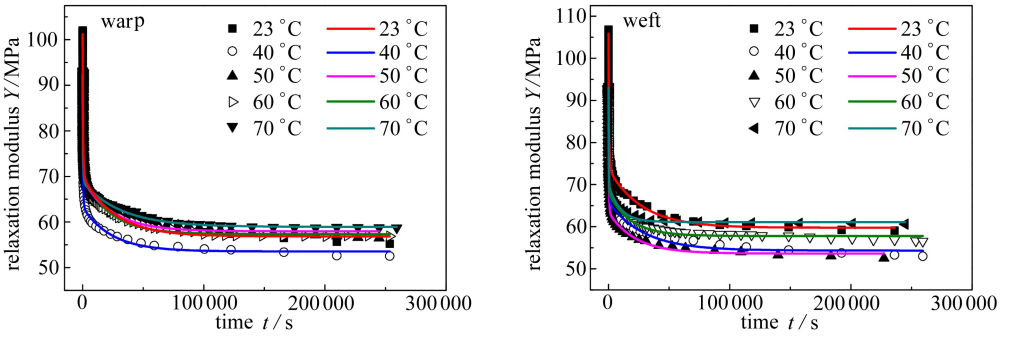 warp
23 °C 23 °C
40 °C 40 °C
50 °C 50 °C
60 °C 60 °C
70 °C 70 °C
100
90
80
70
60
50
relaxation modulus Y/MPa
0 100 000 200 000 300 000
time t / s
weft
23 °C 23 °C
40 °C 40 °C
50 °C 50 °C
60 °C 60 °C
70 °C 70 °C
110
100
90
80
70
60
50
relaxation modulus Y/MPa
0 100 000 200 000 300 000
time t / s